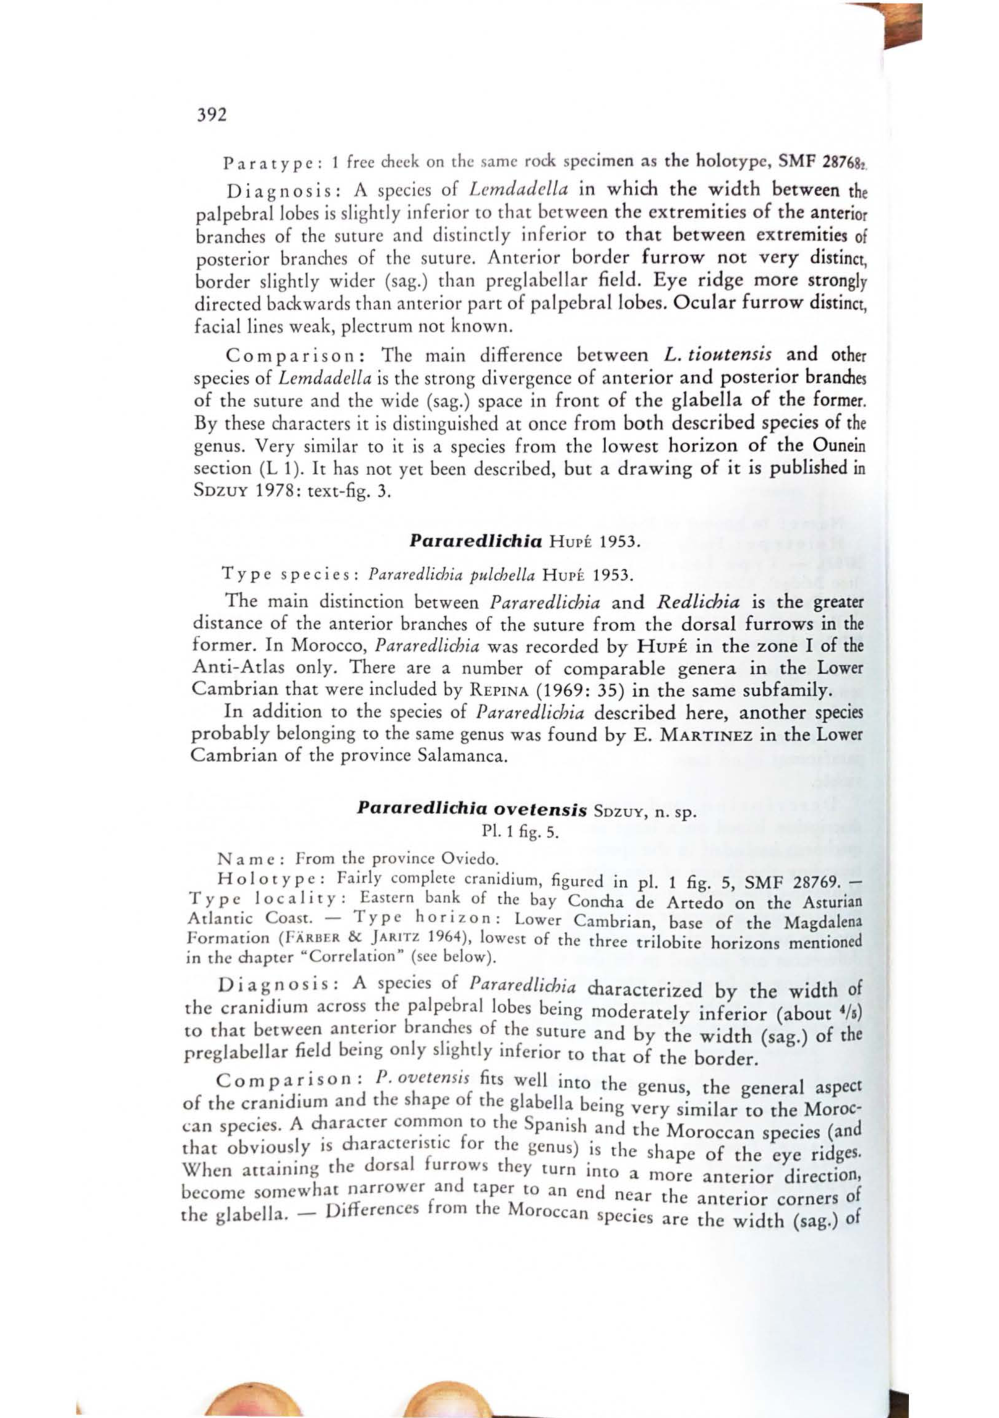 392
Paratype: 1 free cheek on the same rock specimen as the holotype, SMF 28768₂.
Diagnosis: A species of Lemdadella in which the width between the
palpebral lobes is slightly inferior to that between the extremities of the anterior
branches of the suture and distinctly inferior to that between extremities of
posterior branches of the suture. Anterior border furrow not very distinct,
border slightly wider (sag.) than preglabellar field. Eye ridge more strongly
directed backwards than anterior part of palpebral lobes. Ocular furrow distinct,
facial lines weak, plectrum not known.
Comparison: The main difference between L. tioutensis and other
species of Lemdadella is the strong divergence of anterior and posterior branches
of the suture and the wide (sag.) space in front of the glabella of the former.
By these characters it is distinguished at once from both described species of the
genus. Very similar to it is a species from the lowest horizon of the Ounein
section (L 1). It has not yet been described, but a drawing of it is published in
SDZUY 1978: text-fig. 3.
Pararedlichia HUPÉ 1953.
Type species: Pararedlichia pulchella HUPÉ 1953.
The main distinction between Pararedlichia and Redlichia is the greater
distance of the anterior branches of the suture from the dorsal furrows in the
former. In Morocco, Pararedlichia was recorded by HUPÉ in the zone I of the
Anti-Atlas only. There are a number of comparable genera in the Lower
Cambrian that were included by REPINA (1969: 35) in the same subfamily.
In addition to the species of Pararedlichia described here, another species
probably belonging to the same genus was found by E. MARTINEZ in the Lower
Cambrian of the province Salamanca.
Pararedlichia ovetensis SDZUY, n. sp.
Pl. 1 fig. 5.
Name: From the province Oviedo.
Holotype: Fairly complete cranidium, figured in pl. 1 fig. 5, SMF 28769. —
Type locality: Eastern bank of the bay Concha de Artedo on the Asturian
Atlantic Coast. — Type horizon: Lower Cambrian, base of the Magdalena
Formation (FÄRBER & JARITZ 1964), lowest of the three trilobite horizons mentioned
in the chapter “Correlation” (see below).
Diagnosis: A species of Pararedlichia characterized by the width of
the cranidium across the palpebral lobes being moderately inferior (about 4/5)
to that between anterior branches of the suture and by the width (sag.) of the
preglabellar field being only slightly inferior to that of the border.
Comparison: P. ovetensis fits well into the genus, the general aspect
of the cranidium and the shape of the glabella being very similar to the Moroc-
can species. A character common to the Spanish and the Moroccan species (and
that obviously is characteristic for the genus) is the shape of the eye ridges.
When attaining the dorsal furrows they turn into a more anterior direction,
become somewhat narrower and taper to an end near the anterior corners of
the glabella. — Differences from the Moroccan species are the width (sag.) of